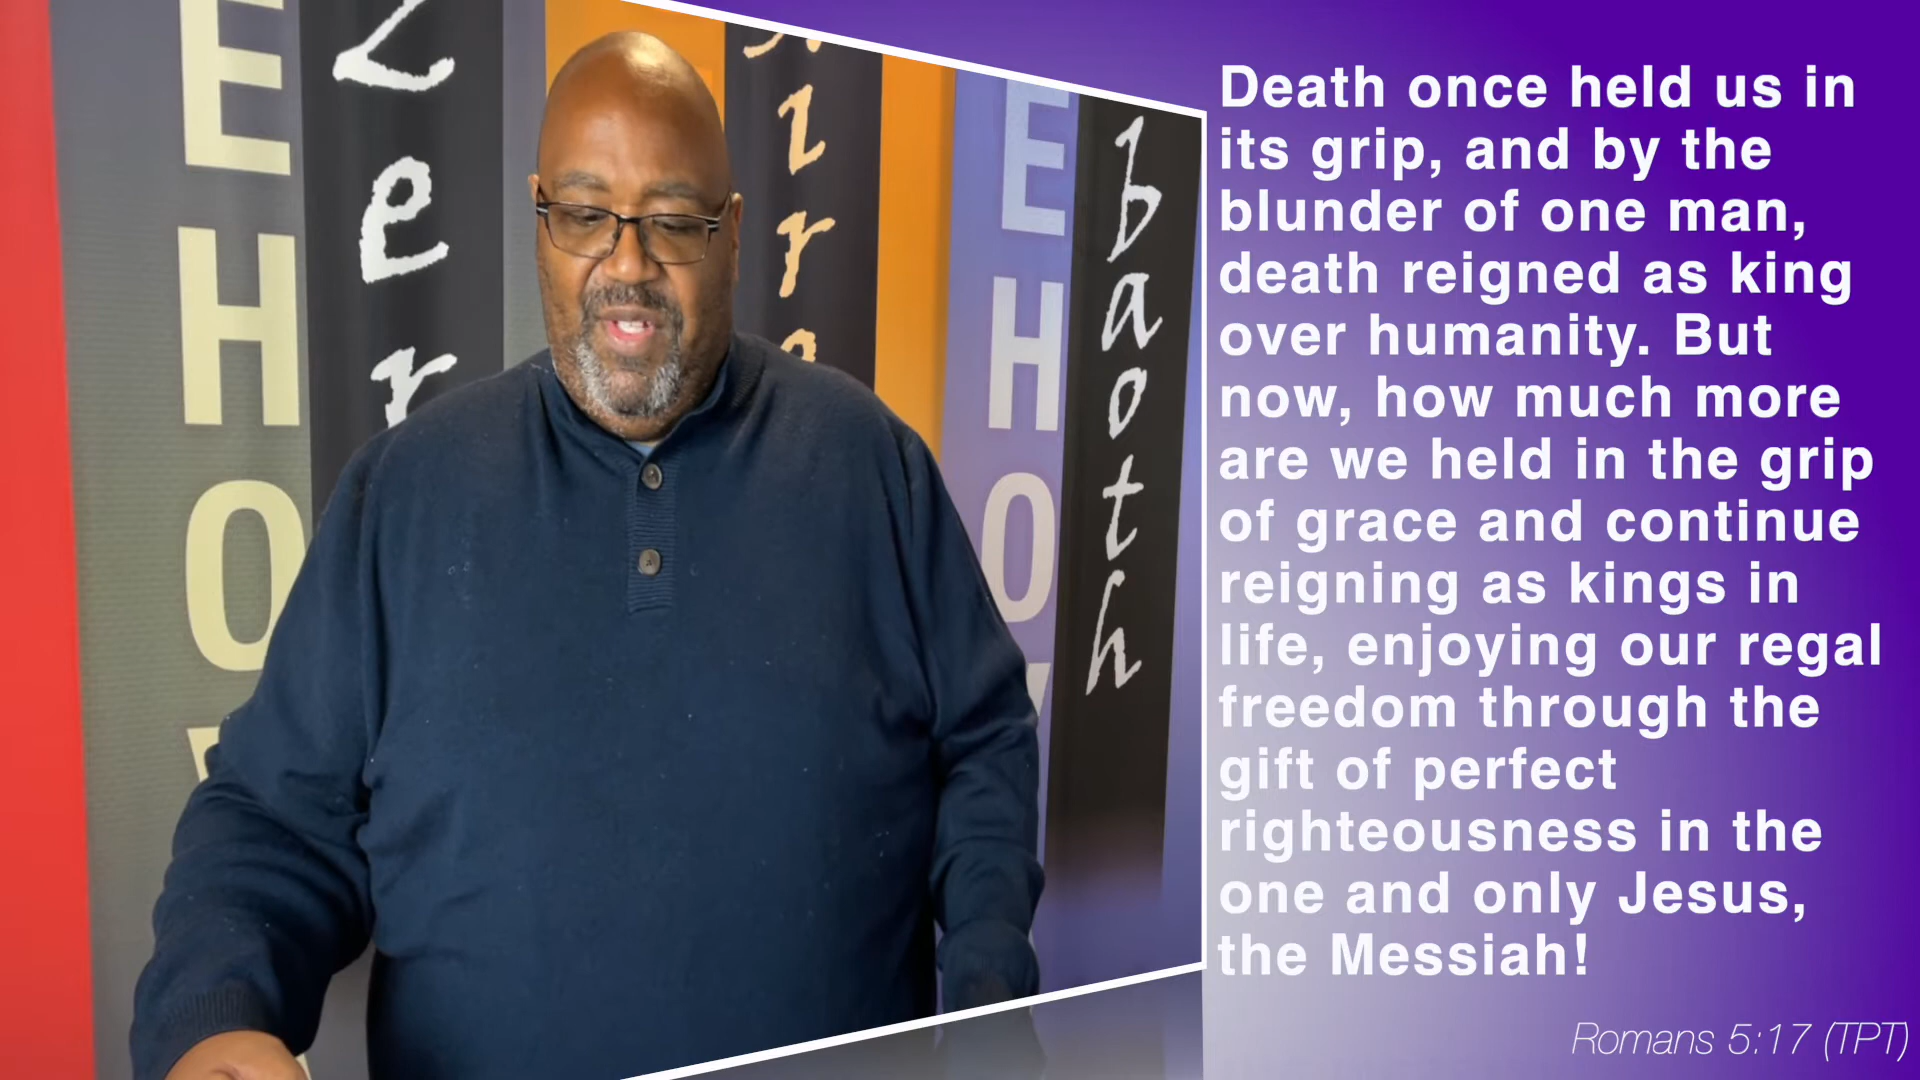 E
H
O
Z
e
r
i
r
a
E
H
O
b
a
o
t
h
Death once held us in
its grip, and by the
blunder of one man,
death reigned as king
over humanity. But
now, how much more
are we held in the grip
of grace and continue
reigning as kings in
life, enjoying our regal
freedom through the
gift of perfect
righteousness in the
one and only Jesus,
the Messiah!
Romans 5:17 (TPT)